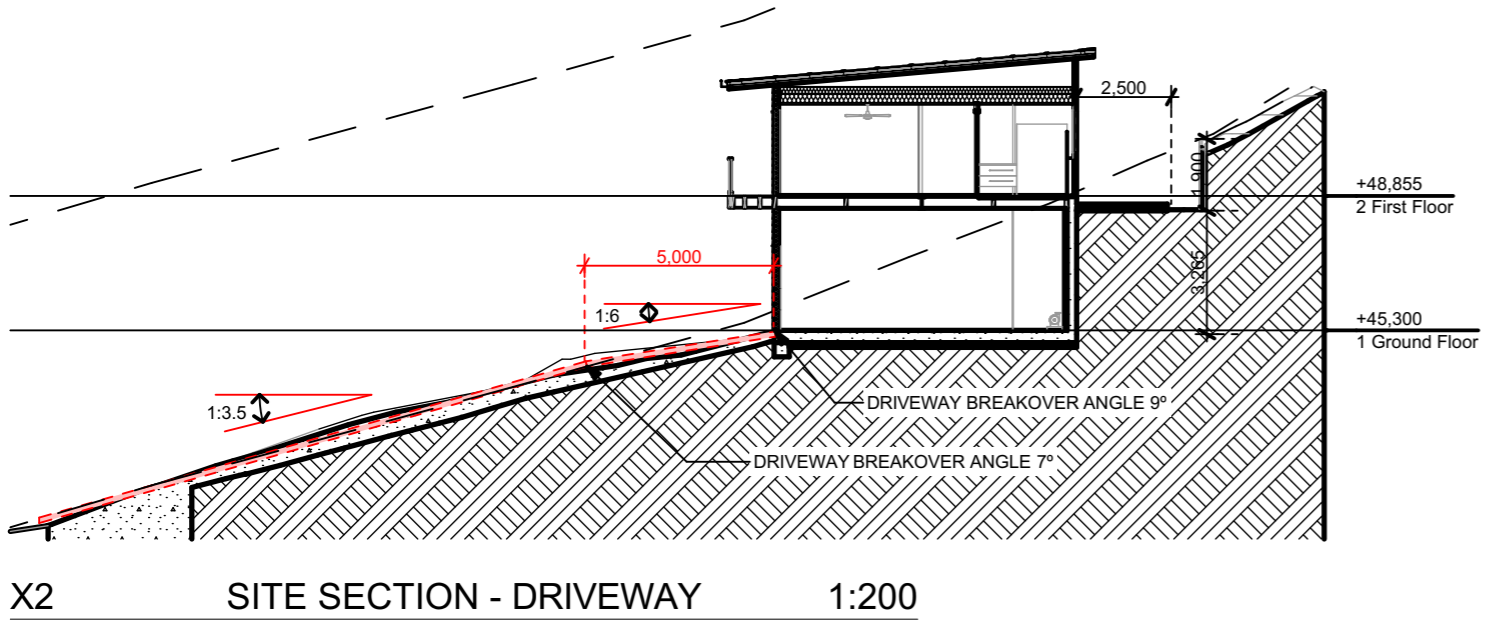 2,500
1,900
+48,855
2 First Floor
5,000
3,265
1:6
+45,300
1 Ground Floor
1:3.5
DRIVEWAY BREAKOVER ANGLE 9º
DRIVEWAY BREAKOVER ANGLE 7º
X2 SITE SECTION - DRIVEWAY 1:200